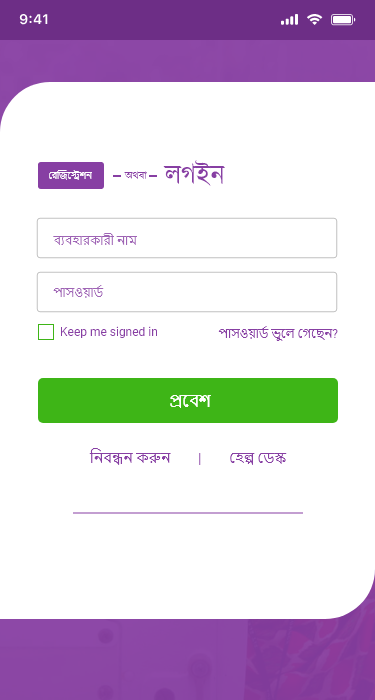 9:41
রেজিস্ট্রেশন – অথবা – লগইন
ব্যবহারকারী নাম
পাসওয়ার্ড
Keep me signed in পাসওয়ার্ড ভুলে গেছেন?
প্রবেশ
নিবন্ধন করুন | হেল্প ডেস্ক